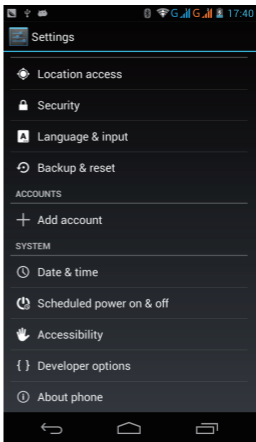 G G 17:40
Settings
Location access
Security
A Language & input
Backup & reset
ACCOUNTS
Add account
SYSTEM
Date & time
Scheduled power on & off
Accessibility
{ } Developer options
About phone